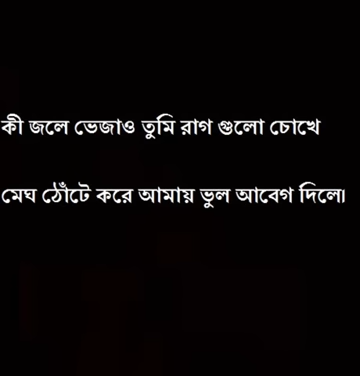 কী জলে ভেজাও তুমি রাগ গুলো চোখে
মেঘ ঠোঁটে করে আমায় ভুল আবেগ দিলে।